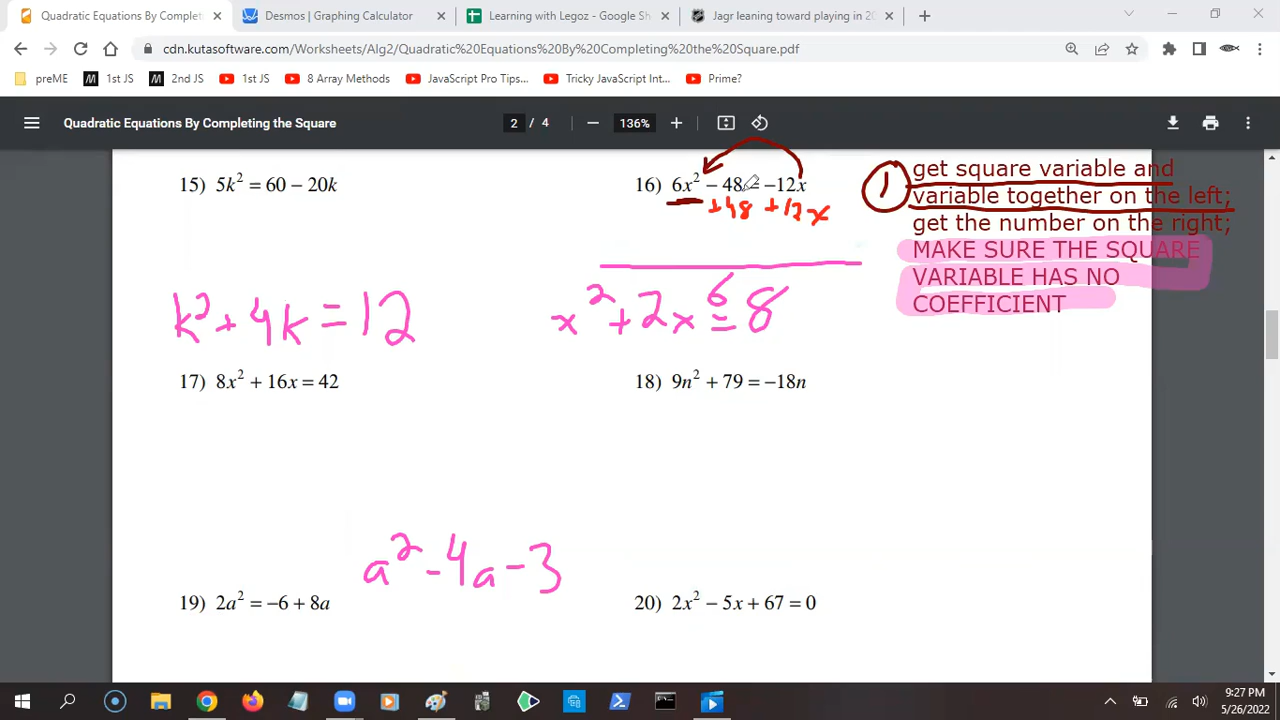 Quadratic Equations By Complet
Desmos | Graphing Calculator
Learning with Legoz - Google Sh
Jagr leaning toward playing in 20
cdn.kutasoftware.com/Worksheets/Alg2/Quadratic%20Equations%20By%20Completing%20the%20Square.pdf
preME
1st JS
2nd JS
1st JS
8 Array Methods
JavaScript Pro Tips...
Tricky JavaScript Int...
Prime?
Quadratic Equations By Completing the Square
2 / 4
136%
15) 5k² = 60 − 20k
16) 6x² − 48 = −12x
+48 +12x
1
get square variable and
variable together on the left;
get the number on the right;
MAKE SURE THE SQUARE
VARIABLE HAS NO
COEFFICIENT
6
k² + 4k = 12
x² + 2x = 8
17) 8x² + 16x = 42
18) 9n² + 79 = −18n
a² - 4a - 3
19) 2a² = −6 + 8a
20) 2x² − 5x + 67 = 0
9:27 PM
5/26/2022